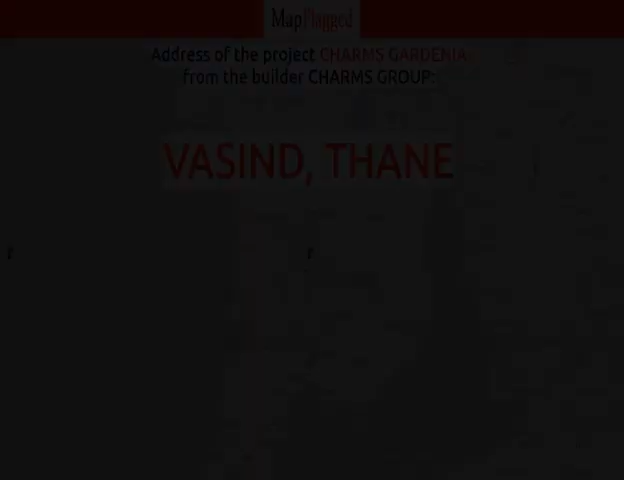 MapFlagged
Address of the project CHARMS GARDENIA
from the builder CHARMS GROUP:
VASIND, THANE
r
r